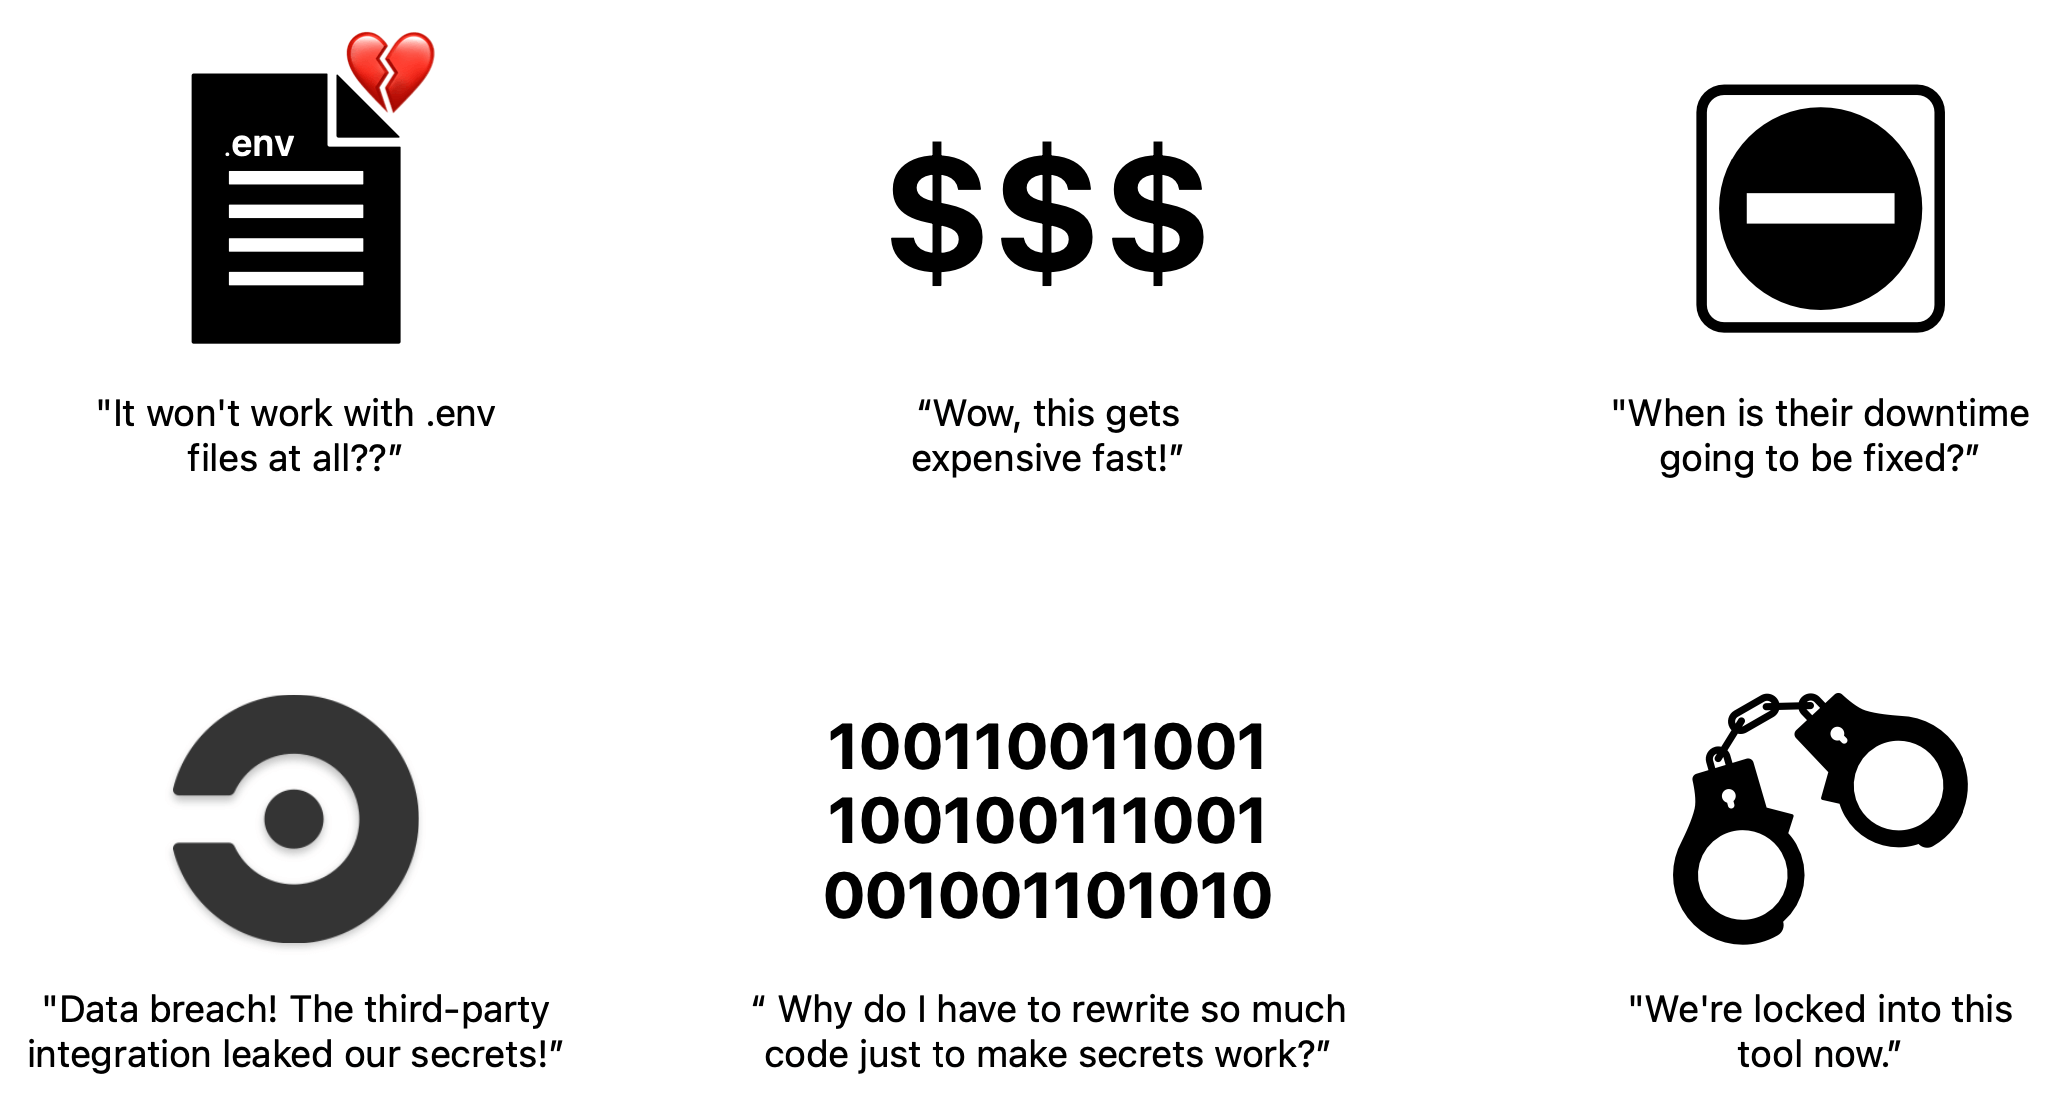 .env
$$$
"It won't work with .env
files at all??”
“Wow, this gets
expensive fast!”
"When is their downtime
going to be fixed?”
100110011001
100100111001
001001101010
"Data breach! The third-party
integration leaked our secrets!”
“ Why do I have to rewrite so much
code just to make secrets work?”
"We're locked into this
tool now.”